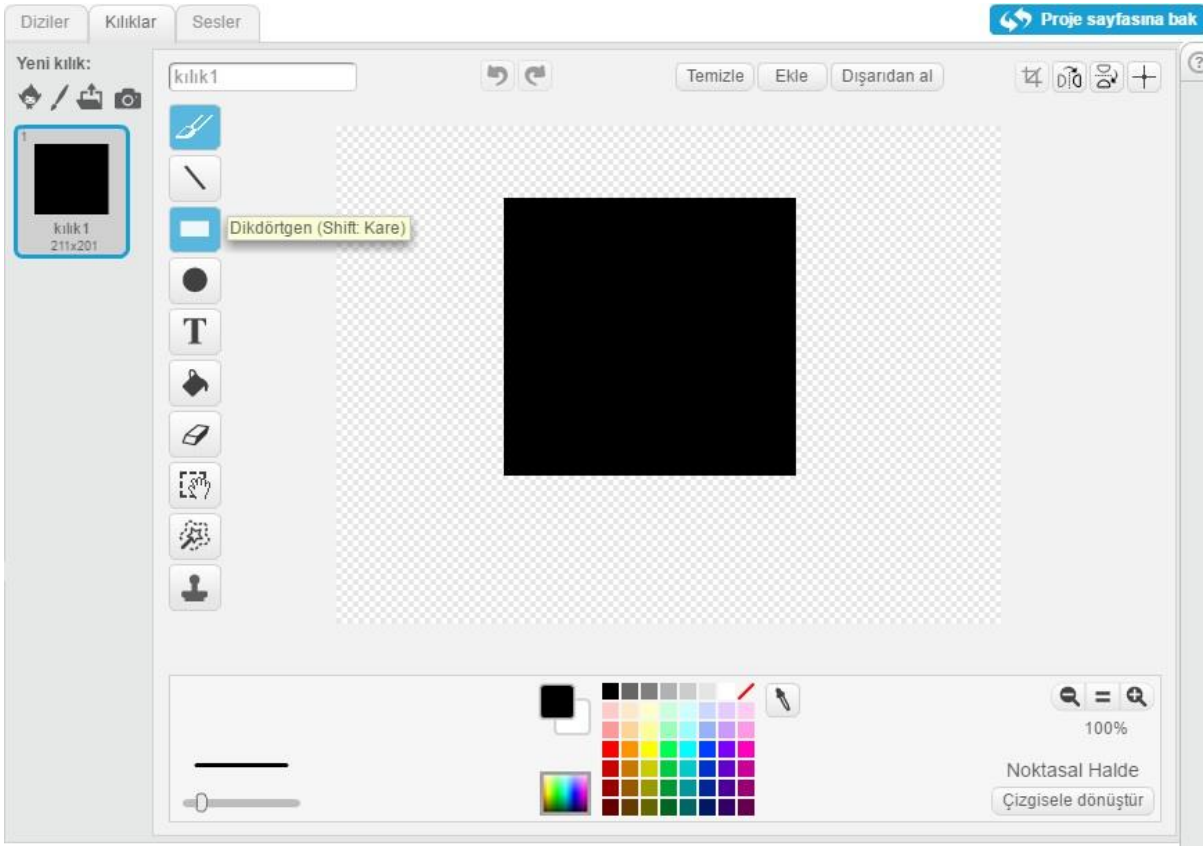 Diziler Kılıklar Sesler Proje sayfasına bak
Yeni kılık:
kılık1 Temizle Ekle Dışarıdan al
1
kılık1
211x201
Dikdörtgen (Shift: Kare)
T
100%
Noktasal Halde
Çizgisele dönüştür